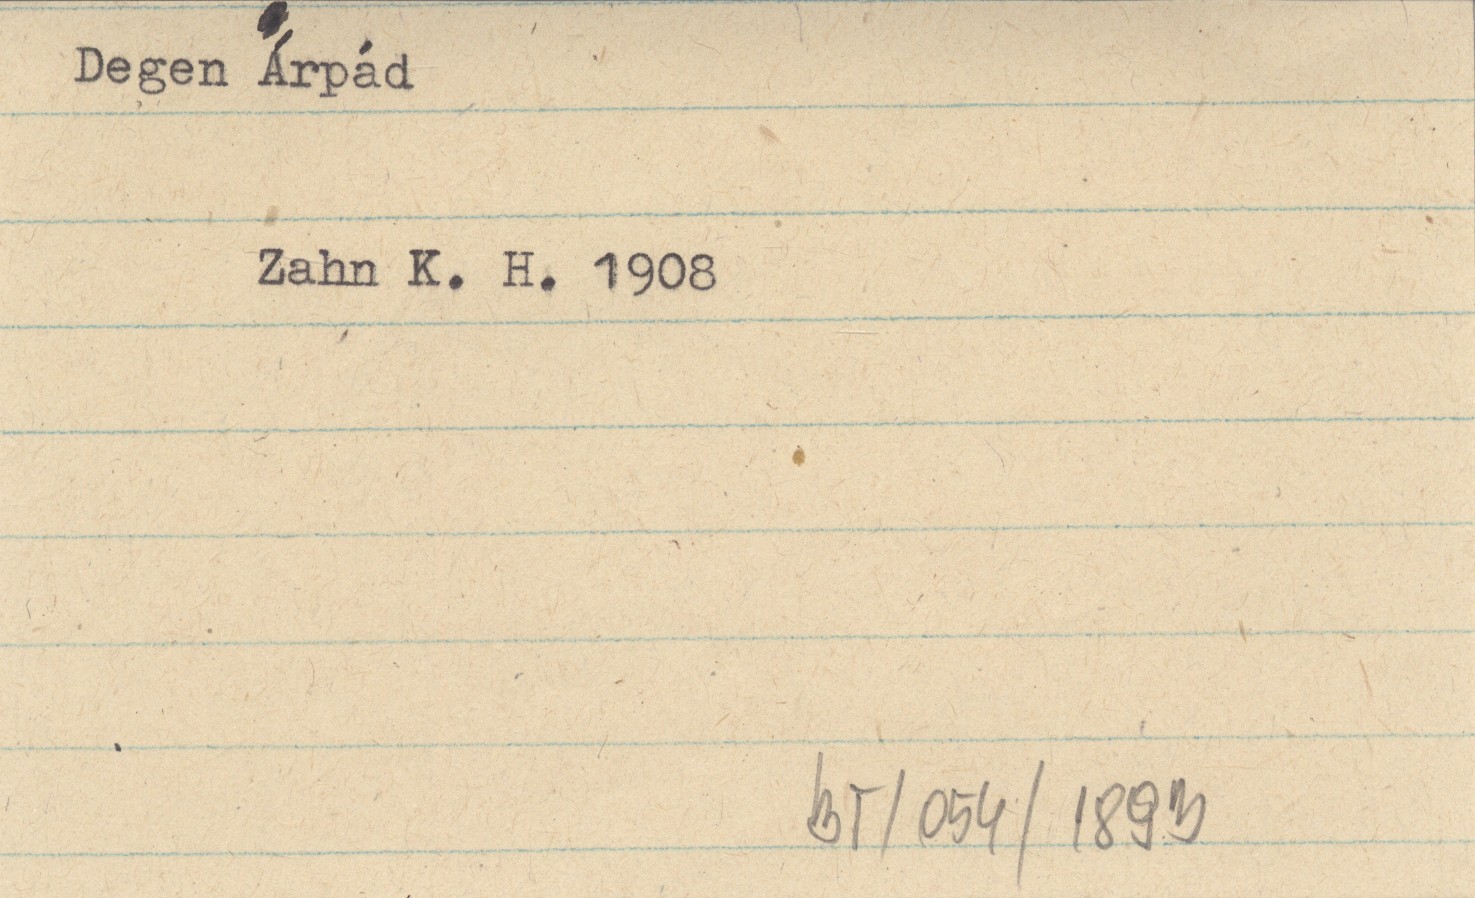 Degen Árpád
Zahn K. H. 1908
BT/054/1893